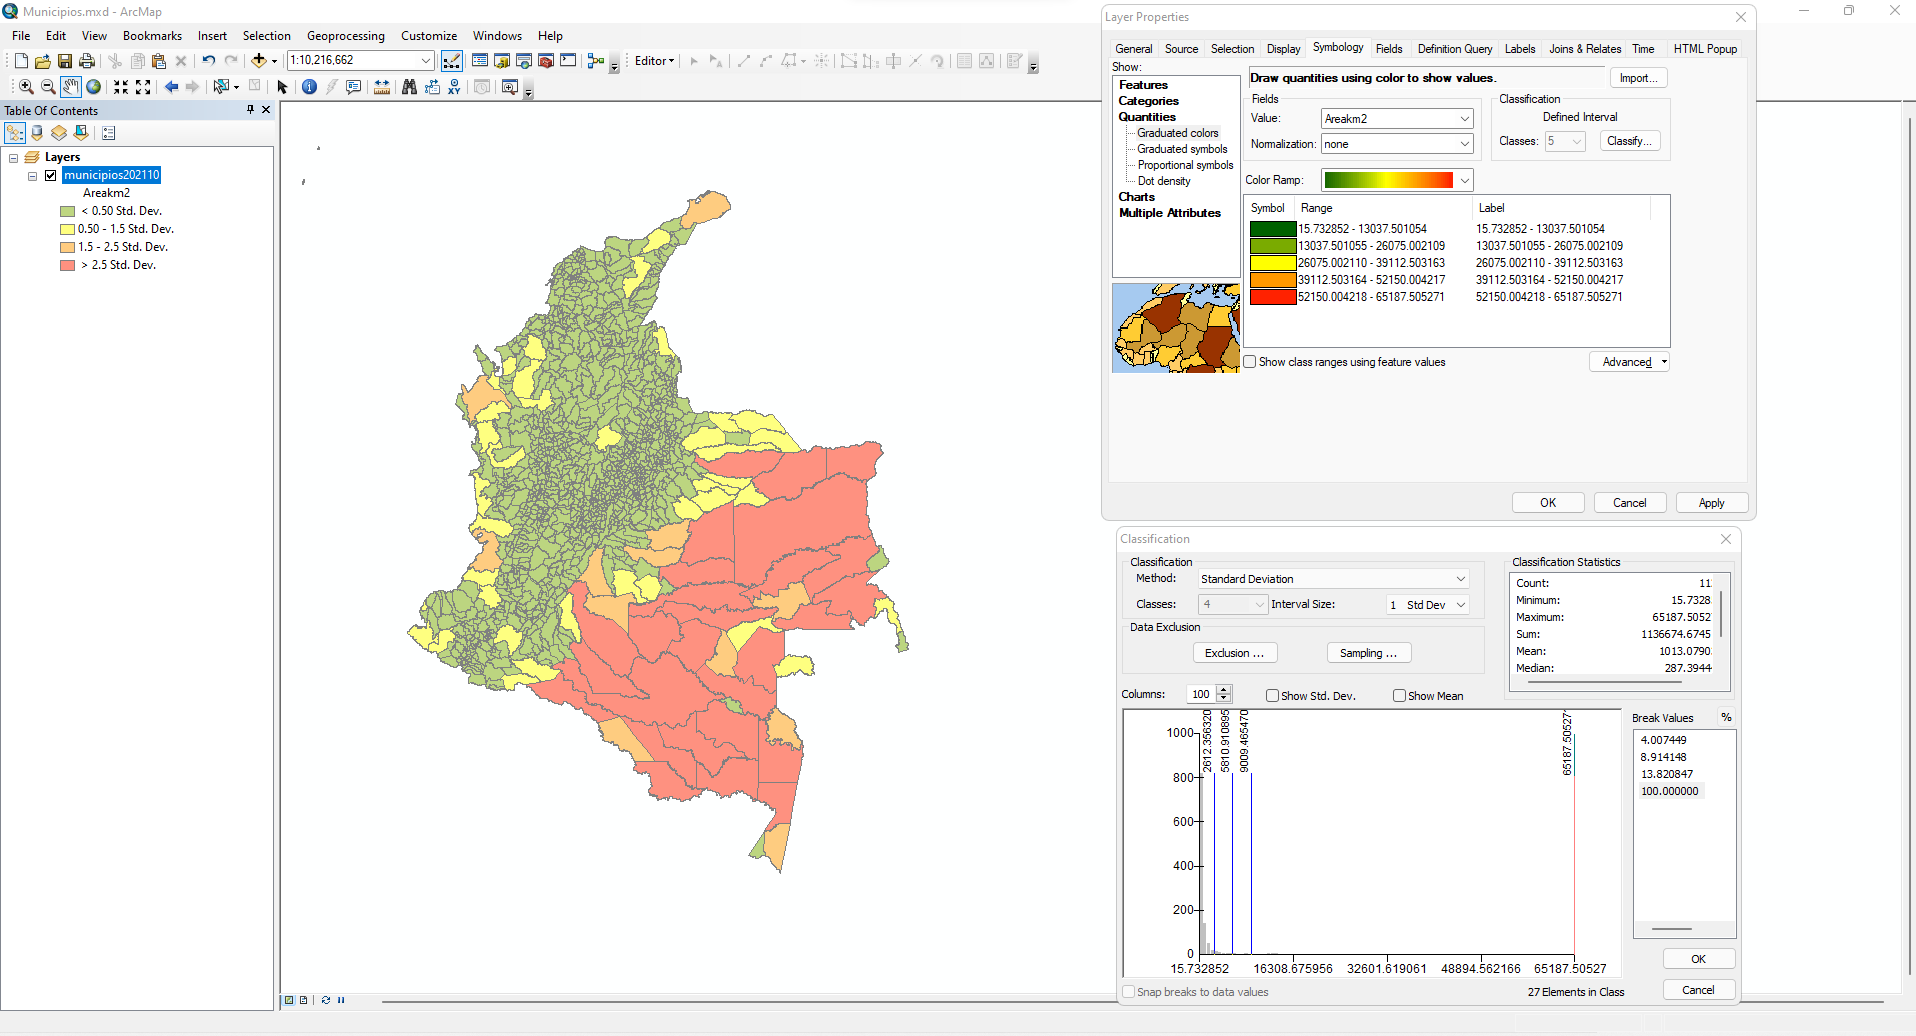 Municipios.mxd - ArcMap
File Edit View Bookmarks Insert Selection Geoprocessing Customize Windows Help
1:10,216,662
Editor
Table Of Contents
Layers
municipios202110
Areakm2
< 0.50 Std. Dev.
0.50 - 1.5 Std. Dev.
1.5 - 2.5 Std. Dev.
> 2.5 Std. Dev.
Layer Properties
General Source Selection Display Symbology Fields Definition Query Labels Joins & Relates Time HTML Popup
Show:
Features
Categories
Quantities
Graduated colors
Graduated symbols
Proportional symbols
Dot density
Charts
Multiple Attributes
Draw quantities using color to show values.
Import...
Fields
Value: Areakm2
Normalization: none
Classification
Defined Interval
Classes: 5 Classify...
Color Ramp:
Symbol Range Label
15.732852 - 13037.501054 15.732852 - 13037.501054
13037.501055 - 26075.002109 13037.501055 - 26075.002109
26075.002110 - 39112.503163 26075.002110 - 39112.503163
39112.503164 - 52150.004217 39112.503164 - 52150.004217
52150.004218 - 65187.505271 52150.004218 - 65187.505271
Show class ranges using feature values
Advanced
OK Cancel Apply
Classification
Classification
Method: Standard Deviation
Classes: 4 Interval Size: 1 Std Dev
Data Exclusion
Exclusion ... Sampling ...
Classification Statistics
Count: 11
Minimum: 15.7328
Maximum: 65187.5052
Sum: 1136674.6745
Mean: 1013.0790
Median: 287.3944
Columns: 100 Show Std. Dev. Show Mean
Break Values %
4.007449
8.914148
13.820847
100.000000
2612.356320
5810.910895
9009.465470
65187.505271
1000
800
600
400
200
0
15.732852 16308.675956 32601.619061 48894.562166 65187.50527
Snap breaks to data values
27 Elements in Class
OK
Cancel